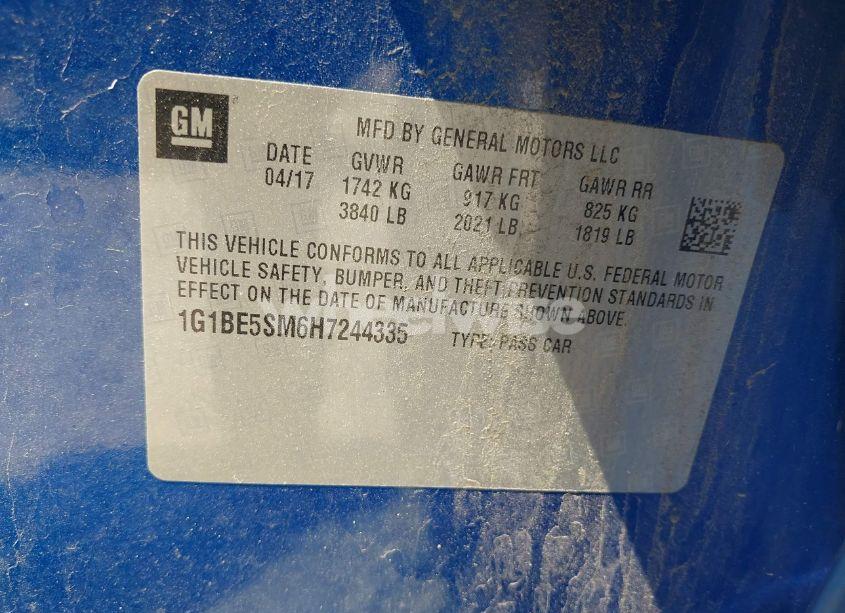 GM
MFD BY GENERAL MOTORS LLC
DATE GVWR GAWR FRT GAWR RR
04/17 1742 KG 917 KG 825 KG
3840 LB 2021 LB 1819 LB
THIS VEHICLE CONFORMS TO ALL APPLICABLE U.S. FEDERAL MOTOR
VEHICLE SAFETY, BUMPER, AND THEFT PREVENTION STANDARDS IN
EFFECT ON THE DATE OF MANUFACTURE SHOWN ABOVE.
1G1BE5SM6H7244335 TYPE: PASS CAR